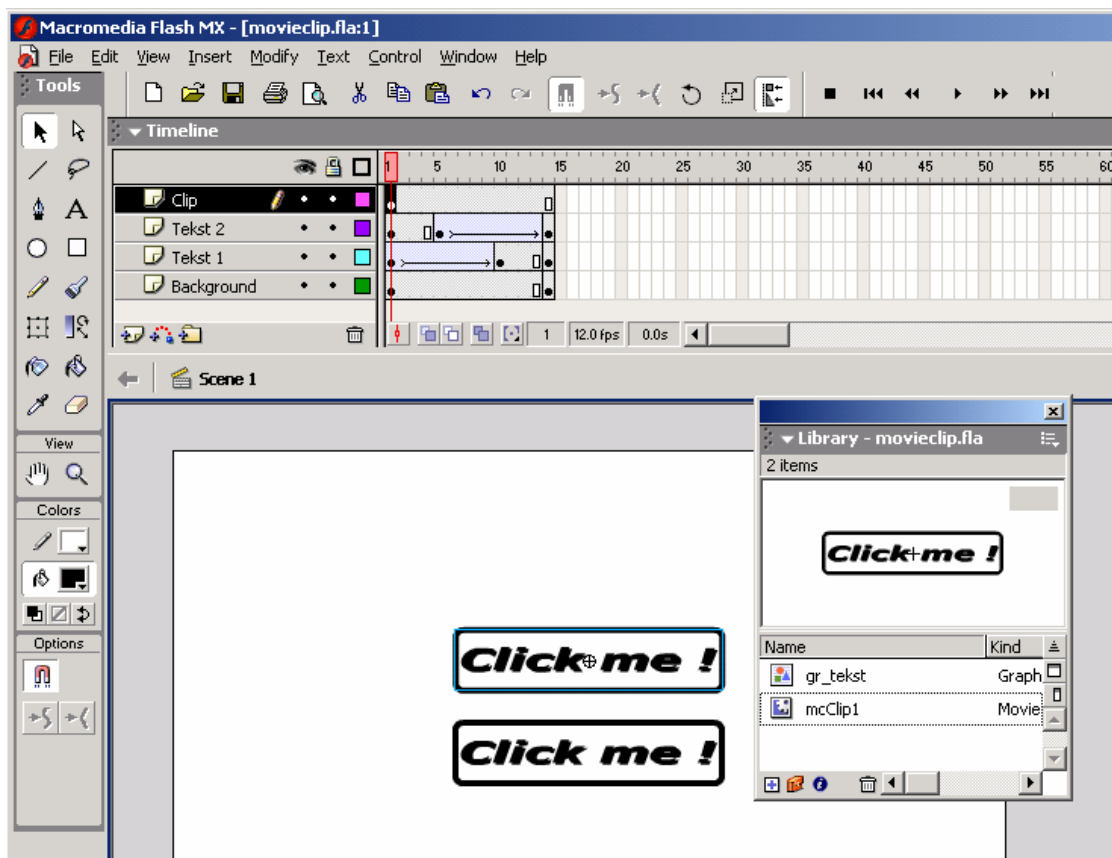 Macromedia Flash MX - [movieclip.fla:1]
File Edit View Insert Modify Text Control Window Help
Tools
Timeline
1 5 10 15 20 25 30 35 40 45 50 55 60
Clip
Tekst 2
Tekst 1
Background
1 12.0 fps 0.0s
Scene 1
View
Colors
Options
Library - movieclip.fla
2 items
Click me !
Name Kind
gr_tekst Graph
mcClip1 Movie
Click me !
Click me !